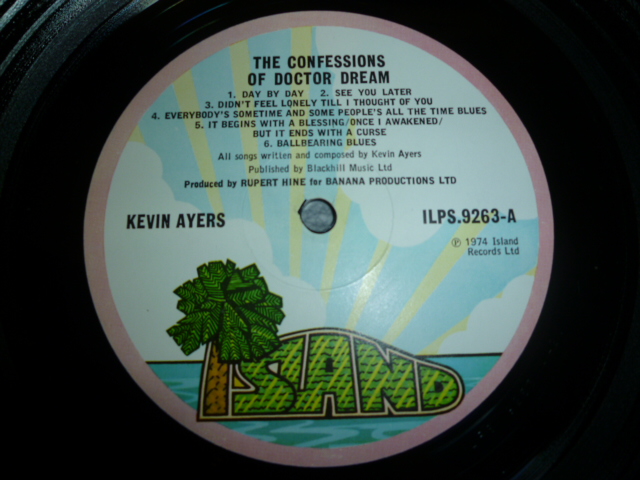 THE CONFESSIONS
OF DOCTOR DREAM
1. DAY BY DAY 2. SEE YOU LATER
3. DIDN'T FEEL LONELY TILL I THOUGHT OF YOU
4. EVERYBODY'S SOMETIME AND SOME PEOPLE'S ALL THE TIME BLUES
5. IT BEGINS WITH A BLESSING/ONCE I AWAKENED/
BUT IT ENDS WITH A CURSE
6. BALLBEARING BLUES
All songs written and composed by Kevin Ayers
Published by Blackhill Music Ltd
Produced by RUPERT HINE for BANANA PRODUCTIONS LTD
KEVIN AYERS
ILPS.9263-A
℗ 1974 Island
Records Ltd
ISLAND